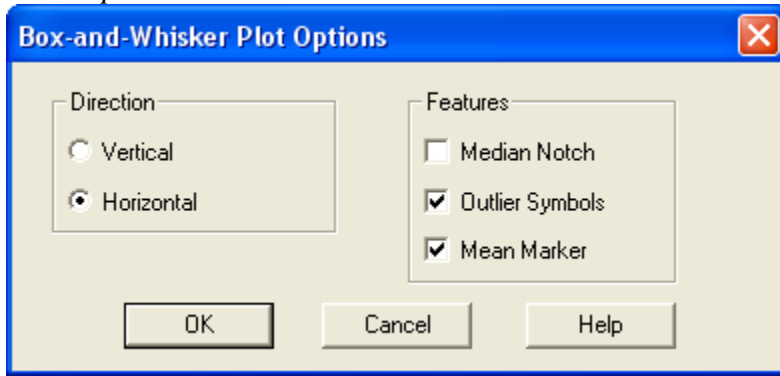 Box-and-Whisker Plot Options
Direction
Vertical
Horizontal
Features
Median Notch
Outlier Symbols
Mean Marker
OK
Cancel
Help